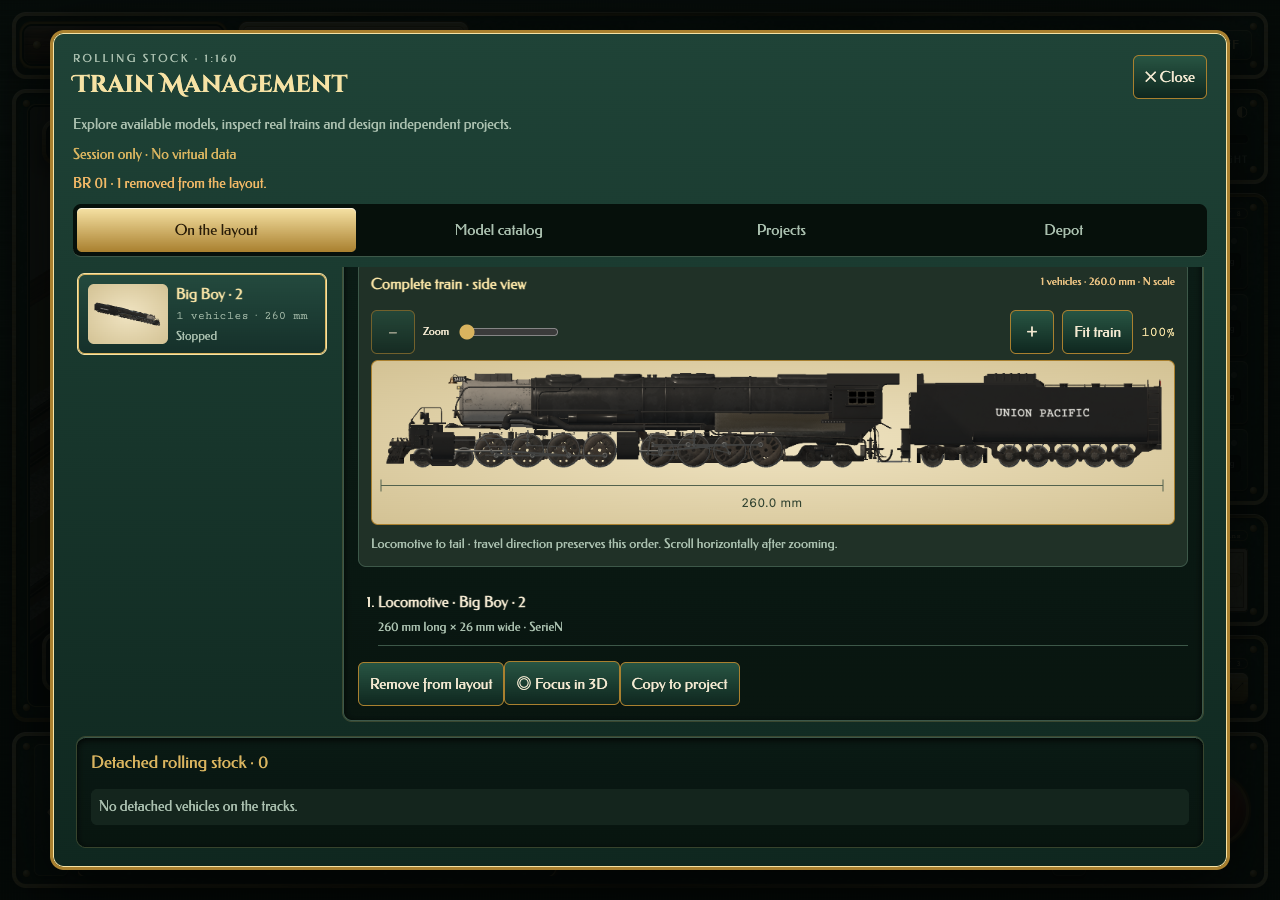 ROLLING STOCK · 1:160
TRAIN MANAGEMENT
✕ Close
Explore available models, inspect real trains and design independent projects.
Session only · No virtual data
BR 01 · 1 removed from the layout.
On the layout
Model catalog
Projects
Depot
Big Boy · 2
1 vehicles · 260 mm
Stopped
Complete train · side view
1 vehicles · 260.0 mm · N scale
−
Zoom
+
Fit train
100%
UNION PACIFIC
260.0 mm
Locomotive to tail · travel direction preserves this order. Scroll horizontally after zooming.
1. Locomotive · Big Boy · 2
260 mm long × 26 mm wide · SerieN
Remove from layout
◎ Focus in 3D
Copy to project
Detached rolling stock · 0
No detached vehicles on the tracks.